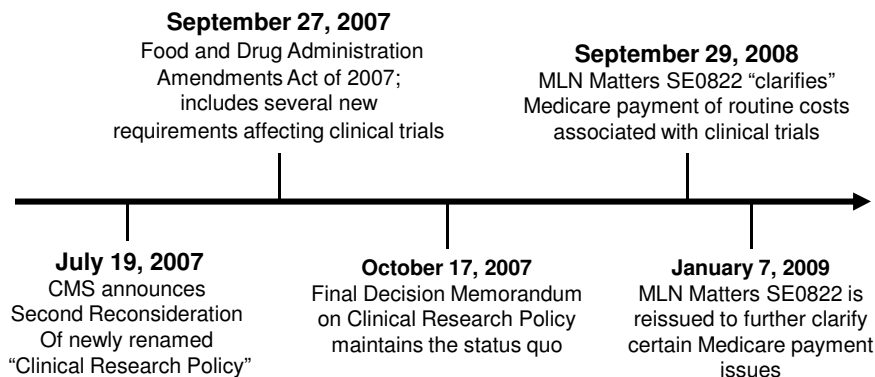 September 27, 2007
Food and Drug Administration
Amendments Act of 2007;
includes several new
requirements affecting clinical trials
September 29, 2008
MLN Matters SE0822 “clarifies”
Medicare payment of routine costs
associated with clinical trials
July 19, 2007
CMS announces
Second Reconsideration
Of newly renamed
“Clinical Research Policy”
October 17, 2007
Final Decision Memorandum
on Clinical Research Policy
maintains the status quo
January 7, 2009
MLN Matters SE0822 is
reissued to further clarify
certain Medicare payment
issues